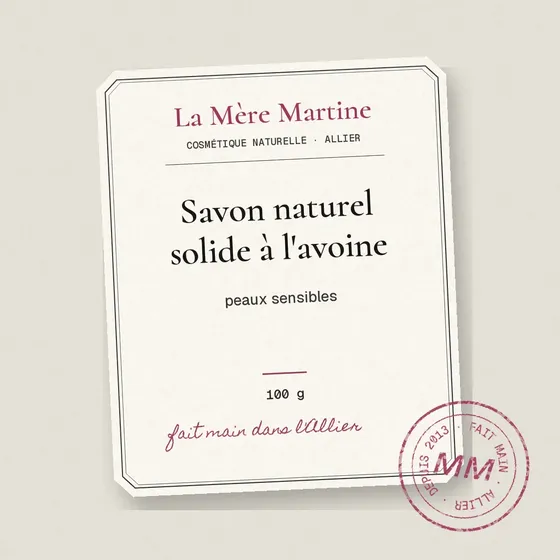 La Mère Martine
COSMÉTIQUE NATURELLE · ALLIER
Savon naturel
solide à l'avoine
peaux sensibles
100 g
fait main dans l'Allier
DEPUIS 2013 · FAIT MAIN · ALLIER ·
MM